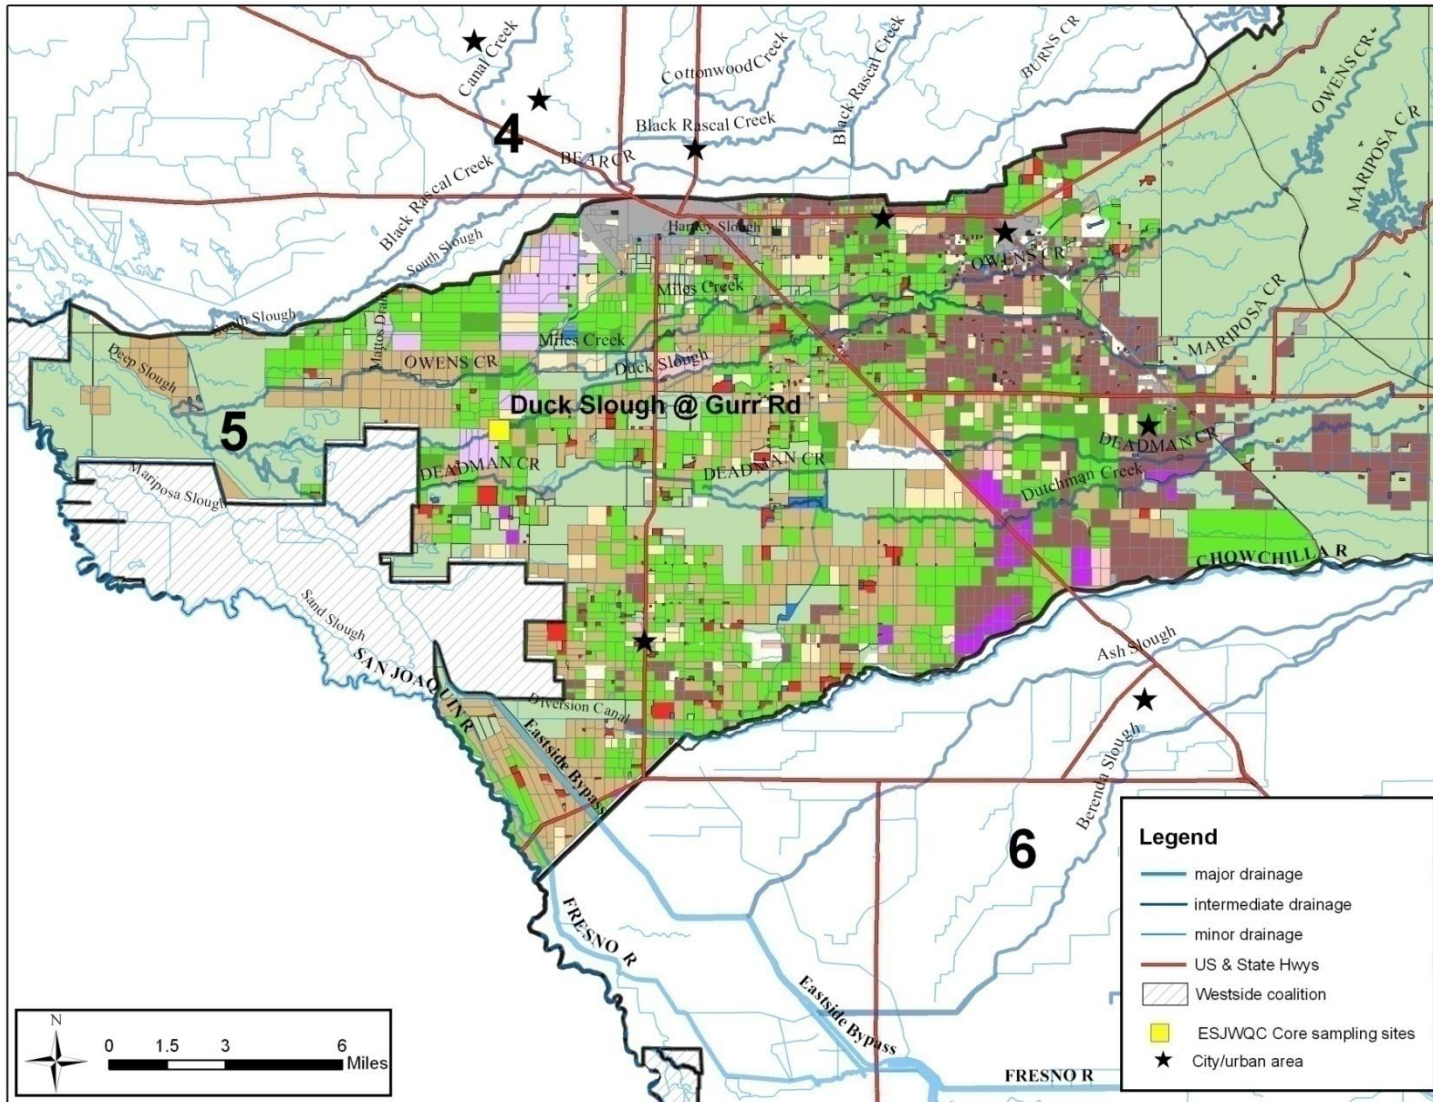 Canal Creek
Cottonwood Creek
Black Rascal Creek
BURNS CR
OWENS CR
4
Black Rascal Creek
BEAR CR
MARIPOSA CR
Black Rascal Creek
South Slough
Hartley Slough
OWENS CR
Miles Creek
MARIPOSA CR
South Slough
Mattos Drain
Miles Creek
Deep Slough
OWENS CR
Duck Slough
Duck Slough @ Gurr Rd
5
DEADMAN CR
DEADMAN CR
DEADMAN CR
Mariposa Slough
Dutchman Creek
CHOWCHILLA R
Sand Slough
Ash Slough
SAN JOAQUIN R
Diversion Canal
Eastside Bypass
Berenda Slough
6
FRESNO R
Eastside Bypass
FRESNO R
Legend
major drainage
intermediate drainage
minor drainage
US & State Hwys
Westside coalition
ESJWQC Core sampling sites
City/urban area
N
0 1.5 3 6
Miles